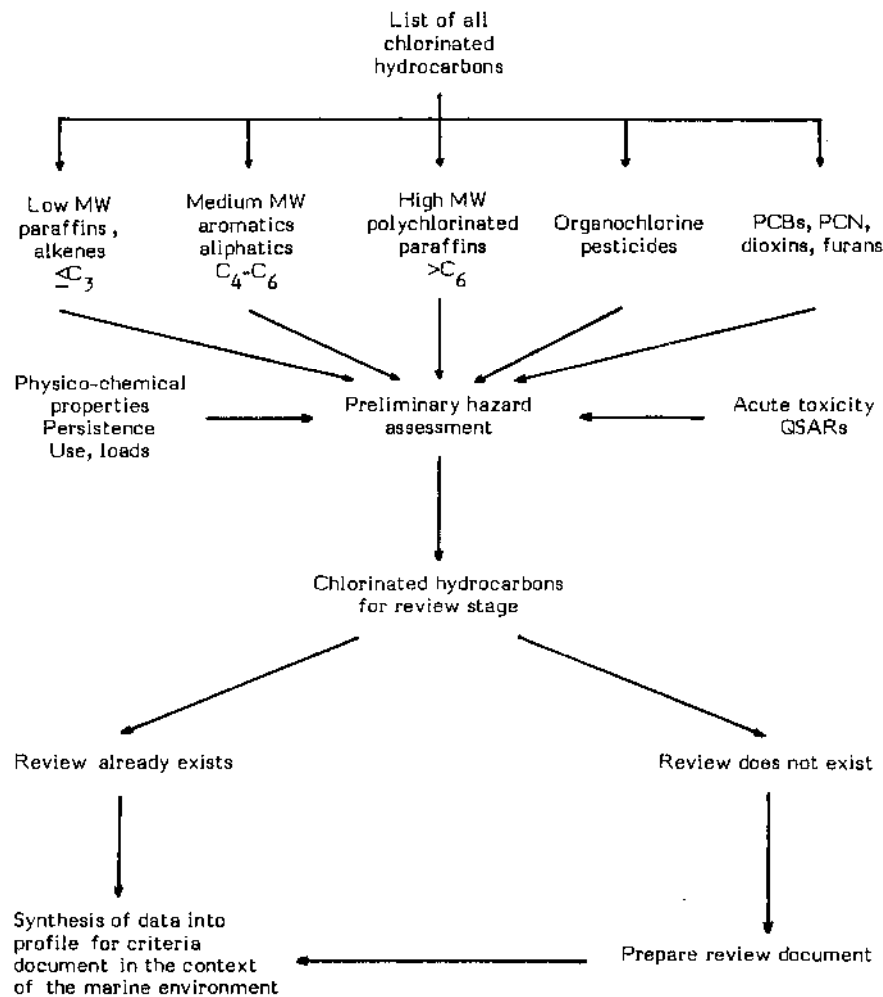 List of all
chlorinated
hydrocarbons
Low MW
paraffins,
alkenes
≤C3
Medium MW
aromatics
aliphatics
C4-C6
High MW
polychlorinated
paraffins
>C6
Organochlorine
pesticides
PCBs, PCN,
dioxins, furans
Physico-chemical
properties
Persistence
Use, loads
Preliminary hazard
assessment
Acute toxicity
QSARs
Chlorinated hydrocarbons
for review stage
Review already exists
Review does not exist
Synthesis of data into
profile for criteria
document in the context
of the marine environment
Prepare review document